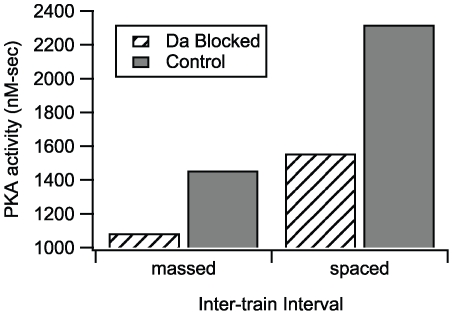 PKA activity (nM-sec)
2400
2200
2000
1800
1600
1400
1200
1000
Da Blocked
Control
massed spaced
Inter-train Interval